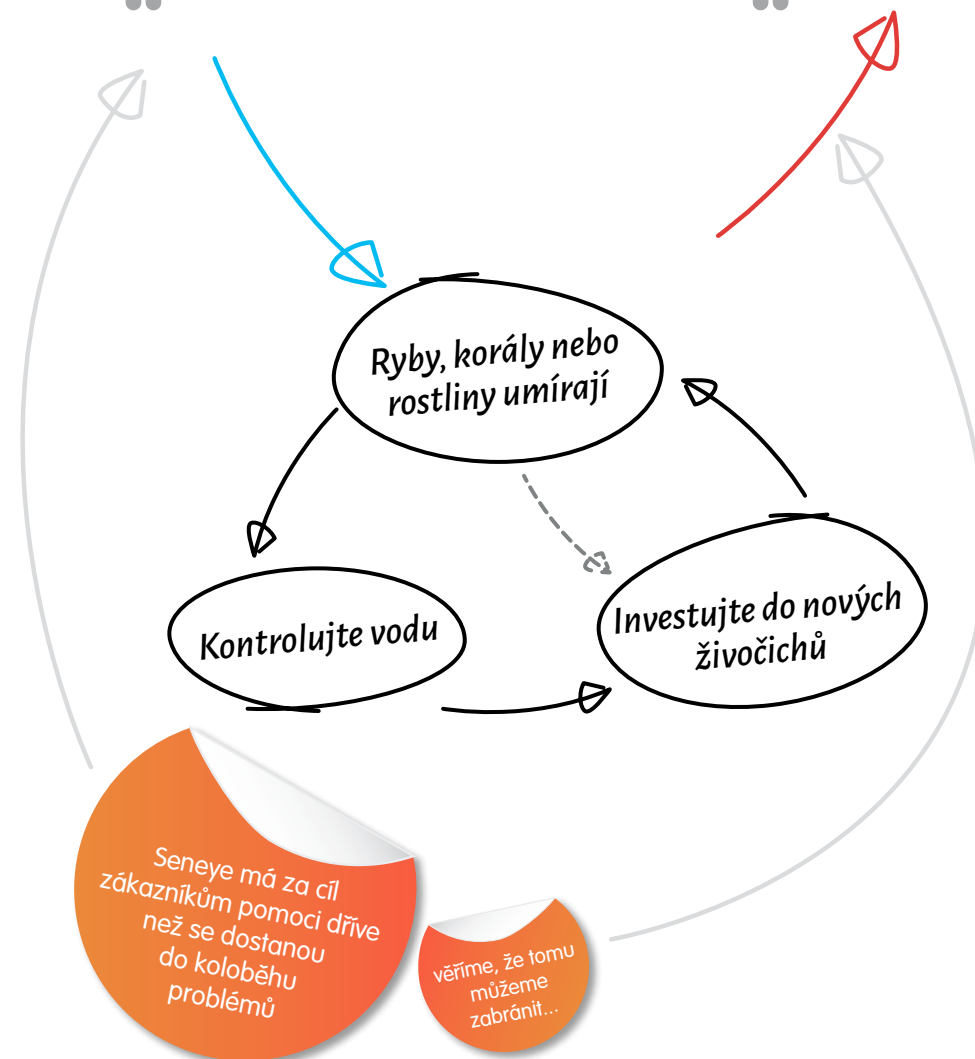 Ryby, korály nebo
rostliny umírají
Kontrolujte vodu
Investujte do nových
živočichů
Seneye má za cíl
zákazníkům pomoci dříve
než se dostanou
do koloběhu
problémů
věříme, že tomu
můžeme
zabránit...